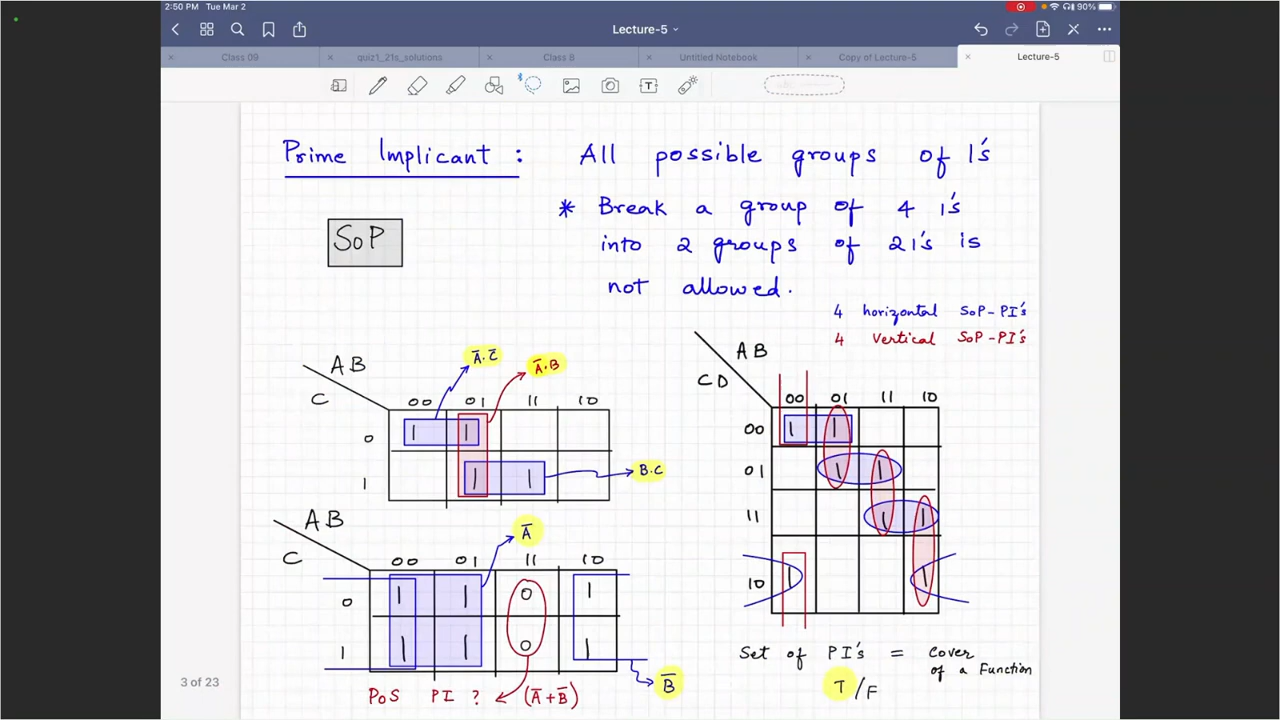 2:50 PM Tue Mar 2
90%
Lecture-5
Class 09
quiz1_21s_solutions
Class 8
Untitled Notebook
Copy of Lecture-5
Lecture-5
Prime Implicant : All possible groups of 1's
* Break a group of 4 1's
SOP
into 2 groups of 2 1's is
not allowed.
4 horizontal SOP-PI's
4 Vertical SOP-PI's
A̅.C̅
A̅.B
AB
C
00 01 11 10
0 1 1
1 1 1
B.C
AB
CD
00 01 11 10
00 1 1
01 1 1
11 1 1
10 1 1
AB
C
A̅
00 01 11 10
0 1 1 0 1
1 1 1 0 1
B̅
POS PI ? (A̅+B̅)
Set of PI's = Cover
of a Function
T/F
3 of 23